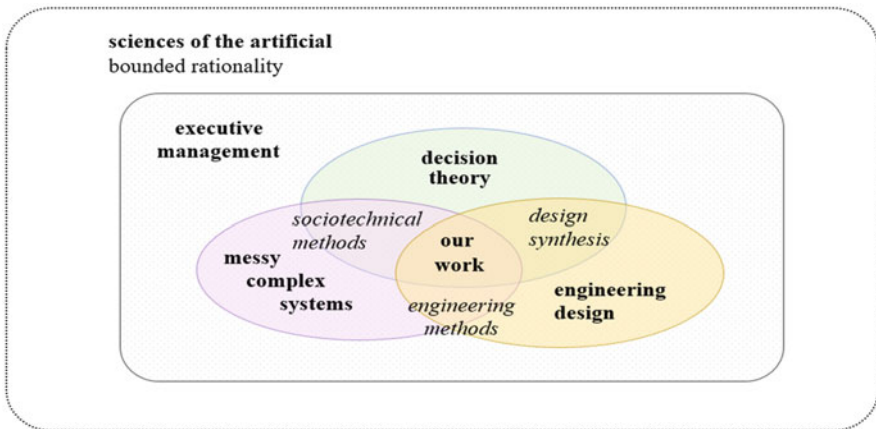 sciences of the artificial
bounded rationality
executive
management
decision
theory
sociotechnical
methods
design
synthesis
our
work
messy
complex
systems
engineering
design
engineering
methods